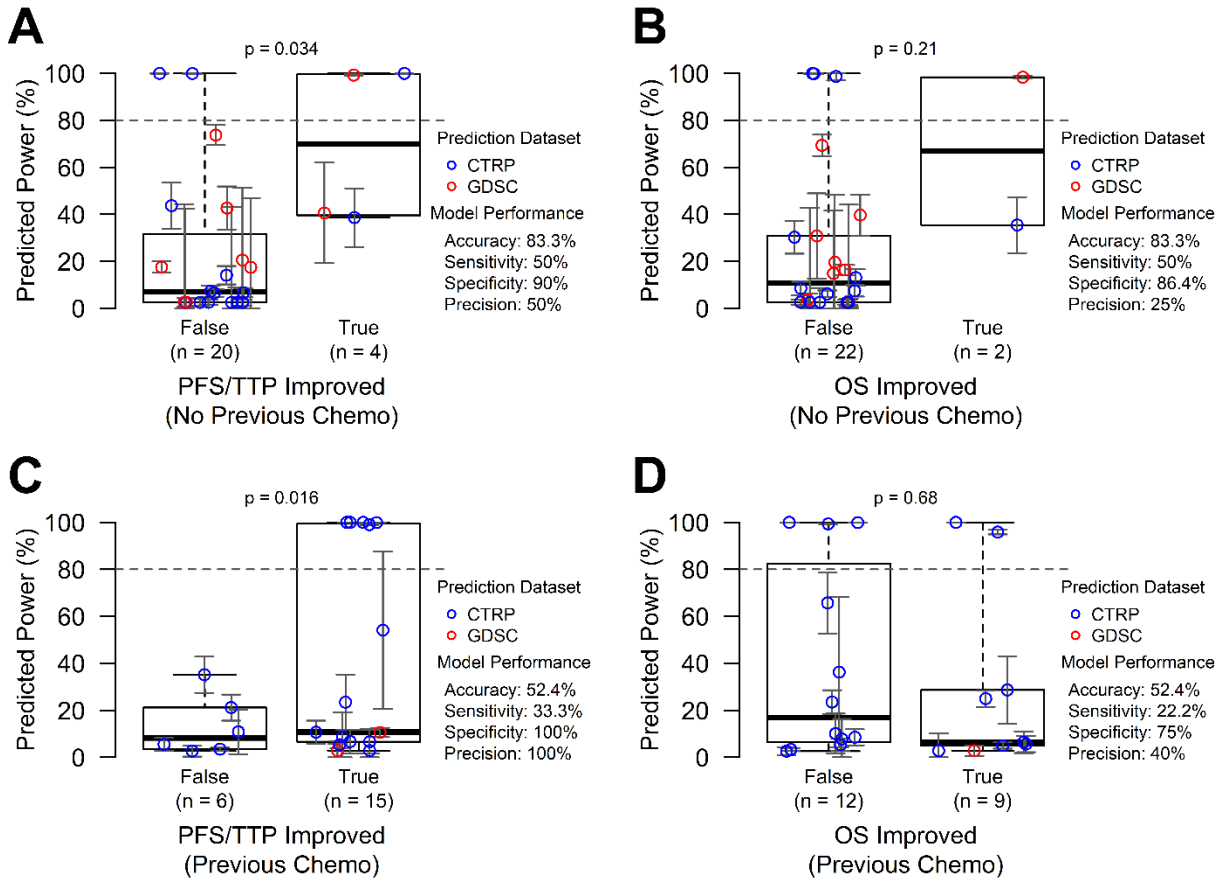 A
p = 0.034
Predicted Power (%)
100
80
60
40
20
0
False
(n = 20)
True
(n = 4)
PFS/TTP Improved
(No Previous Chemo)
Prediction Dataset
CTRP
GDSC
Model Performance
Accuracy: 83.3%
Sensitivity: 50%
Specificity: 90%
Precision: 50%
B
p = 0.21
Predicted Power (%)
100
80
60
40
20
0
False
(n = 22)
True
(n = 2)
OS Improved
(No Previous Chemo)
Prediction Dataset
CTRP
GDSC
Model Performance
Accuracy: 83.3%
Sensitivity: 50%
Specificity: 86.4%
Precision: 25%
C
p = 0.016
Predicted Power (%)
100
80
60
40
20
0
False
(n = 6)
True
(n = 15)
PFS/TTP Improved
(Previous Chemo)
Prediction Dataset
CTRP
GDSC
Model Performance
Accuracy: 52.4%
Sensitivity: 33.3%
Specificity: 100%
Precision: 100%
D
p = 0.68
Predicted Power (%)
100
80
60
40
20
0
False
(n = 12)
True
(n = 9)
OS Improved
(Previous Chemo)
Prediction Dataset
CTRP
GDSC
Model Performance
Accuracy: 52.4%
Sensitivity: 22.2%
Specificity: 75%
Precision: 40%